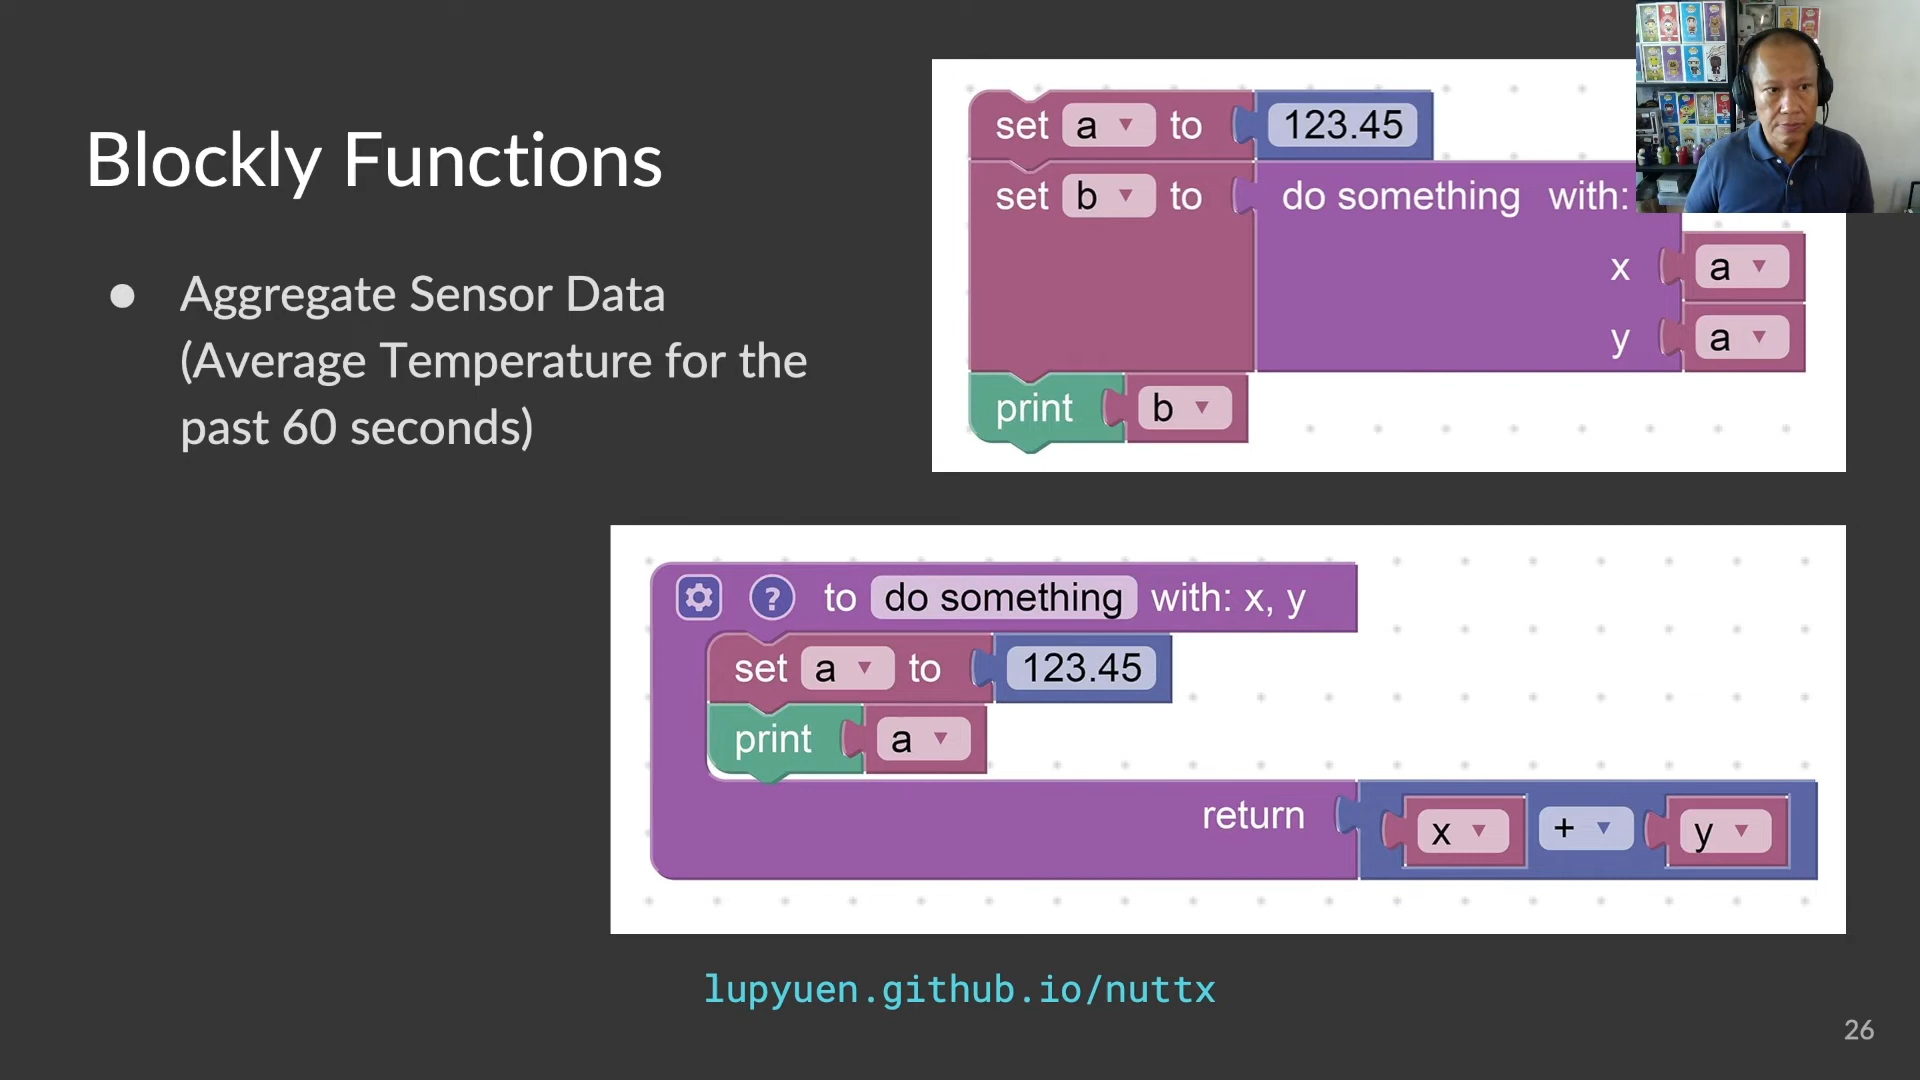 Blockly Functions
● Aggregate Sensor Data
(Average Temperature for the
past 60 seconds)
set a ▼ to 123.45
set b ▼ to do something with:
x a ▼
y a ▼
print b ▼
? to do something with: x, y
set a ▼ to 123.45
print a ▼
return x ▼ + ▼ y ▼
lupyuen.github.io/nuttx
26